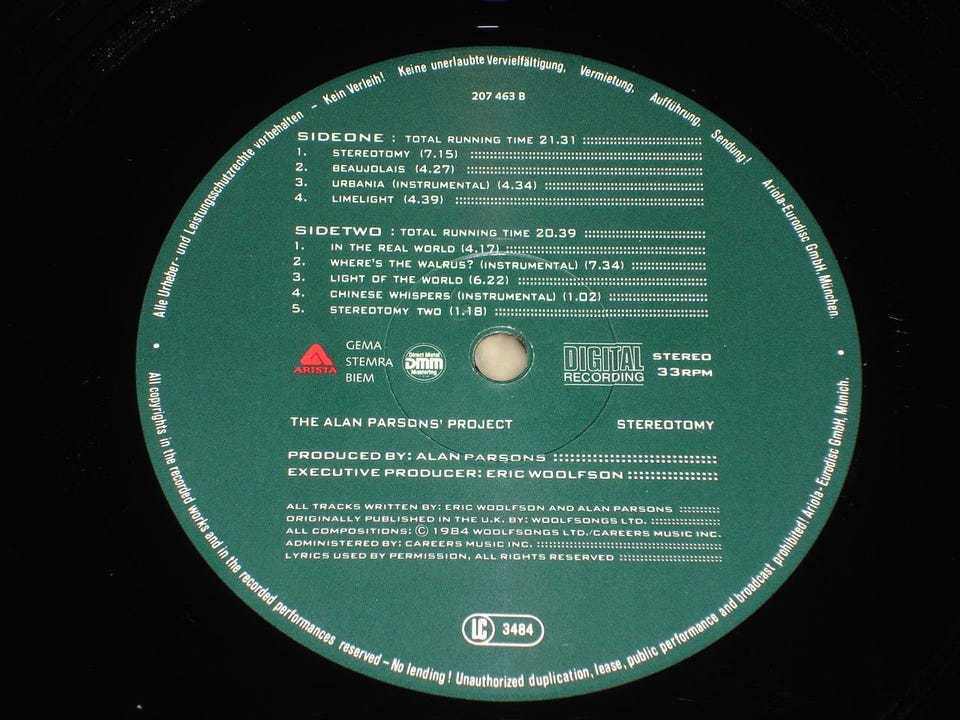 Alle Urheber- und Leistungsschutzrechte vorbehalten – Kein Verleih! Keine unerlaubte Vervielfältigung, Vermietung, Aufführung, Sendung! Ariola-Eurodisc GmbH, München.
207 463 B
SIDEONE : TOTAL RUNNING TIME 21.31
1. STEREOTOMY (7.15)
2. BEAUJOLAIS (4.27)
3. URBANIA (INSTRUMENTAL) (4.34)
4. LIMELIGHT (4.39)
SIDETWO : TOTAL RUNNING TIME 20.39
1. IN THE REAL WORLD (4.17)
2. WHERE'S THE WALRUS? (INSTRUMENTAL) (7.34)
3. LIGHT OF THE WORLD (6.22)
4. CHINESE WHISPERS (INSTRUMENTAL) (1.02)
5. STEREOTOMY TWO (1.18)
ARISTA
GEMA
STEMRA
BIEM
Direct Metal
DMM
Mastering
DIGITAL
RECORDING
STEREO
33RPM
THE ALAN PARSONS' PROJECT STEREOTOMY
PRODUCED BY: ALAN PARSONS
EXECUTIVE PRODUCER: ERIC WOOLFSON
ALL TRACKS WRITTEN BY: ERIC WOOLFSON AND ALAN PARSONS
ORIGINALLY PUBLISHED IN THE U.K. BY: WOOLFSONGS LTD.
ALL COMPOSITIONS: © 1984 WOOLFSONGS LTD./CAREERS MUSIC INC.
ADMINISTERED BY: CAREERS MUSIC INC.
LYRICS USED BY PERMISSION, ALL RIGHTS RESERVED
LC 3484
All copyrights in the recorded works and in the recorded performances reserved – No lending! Unauthorized duplication, lease, public performance and broadcast prohibited! Ariola-Eurodisc GmbH, Munich.